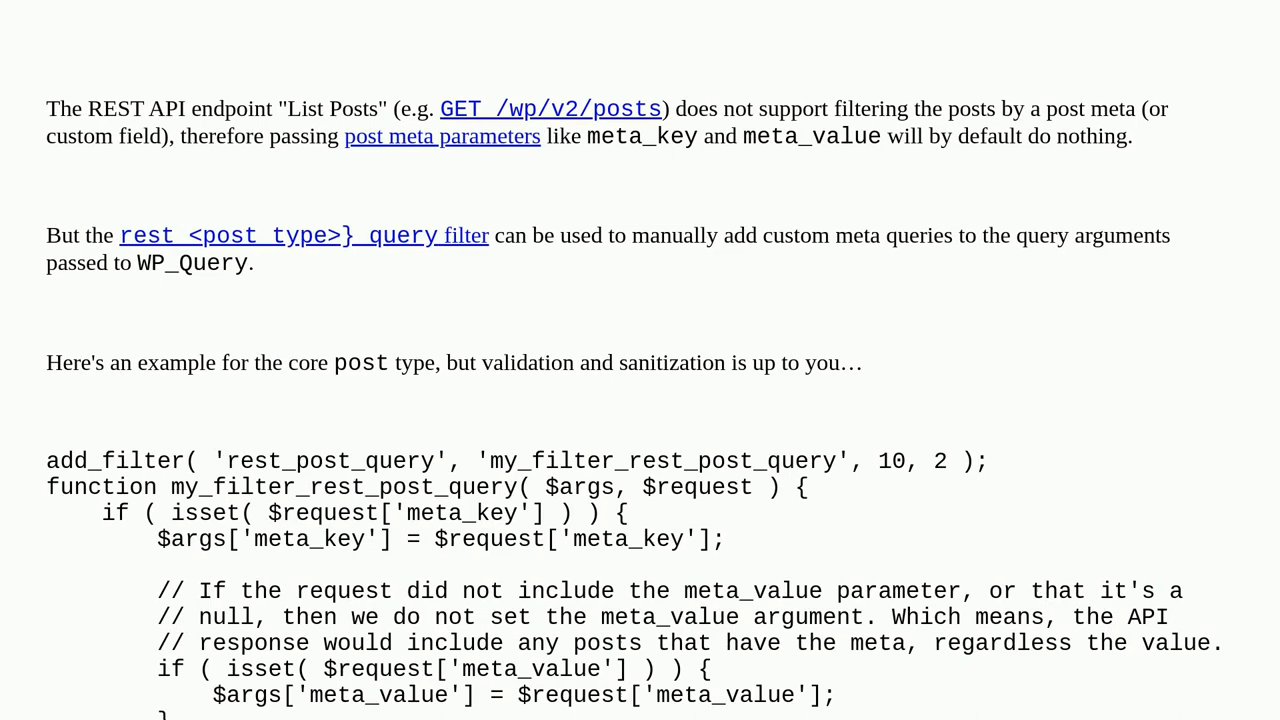 The REST API endpoint "List Posts" (e.g. GET /wp/v2/posts) does not support filtering the posts by a post meta (or
custom field), therefore passing post meta parameters like meta_key and meta_value will by default do nothing.
But the rest_<post_type>}_query filter can be used to manually add custom meta queries to the query arguments
passed to WP_Query.
Here's an example for the core post type, but validation and sanitization is up to you…
add_filter( 'rest_post_query', 'my_filter_rest_post_query', 10, 2 );
function my_filter_rest_post_query( $args, $request ) {
    if ( isset( $request['meta_key'] ) ) {
        $args['meta_key'] = $request['meta_key'];
        // If the request did not include the meta_value parameter, or that it's a
        // null, then we do not set the meta_value argument. Which means, the API
        // response would include any posts that have the meta, regardless the value.
        if ( isset( $request['meta_value'] ) ) {
            $args['meta_value'] = $request['meta_value'];
        }